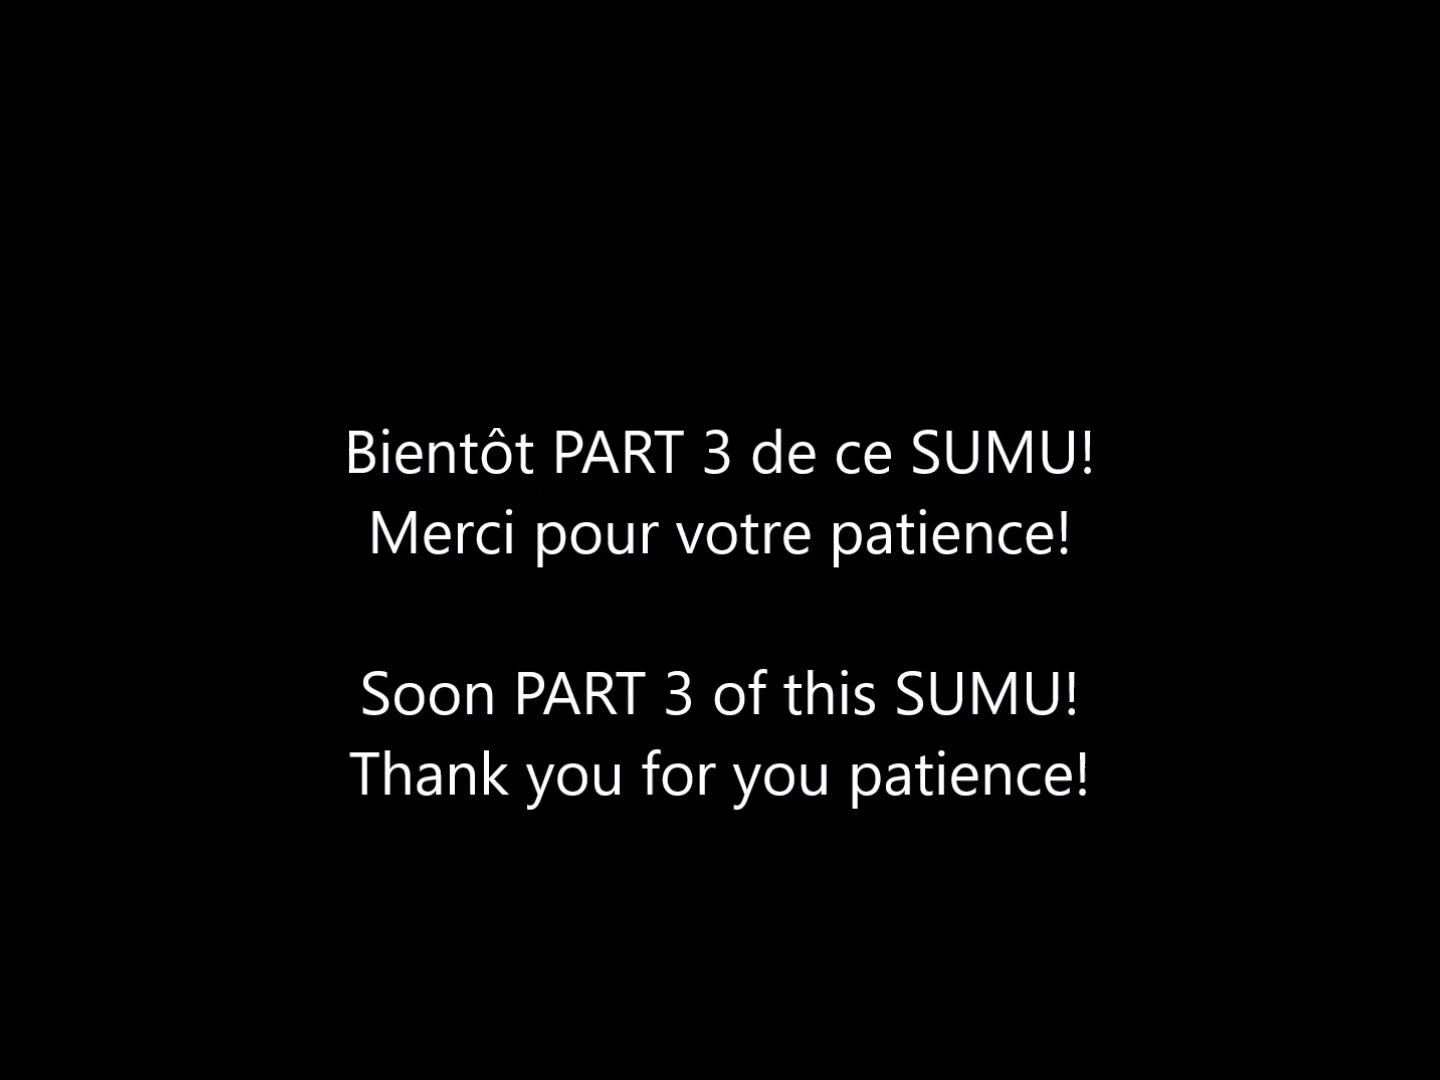 Bientôt PART 3 de ce SUMU!
Merci pour votre patience!
Soon PART 3 of this SUMU!
Thank you for you patience!